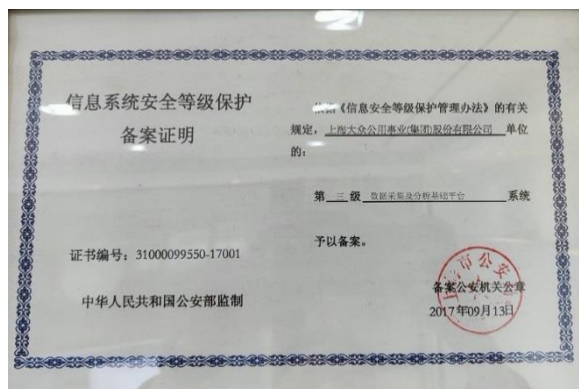 信息系统安全等级保护
备案证明
证书编号：31000099550-17001
中华人民共和国公安部监制
依据《信息安全等级保护管理办法》的有关
规定，上海大众公用事业(集团)股份有限公司 单位
的：
第 三 级 数据采集及分析基础平台 系统
予以备案。
备案公安机关公章
2017年09月13日